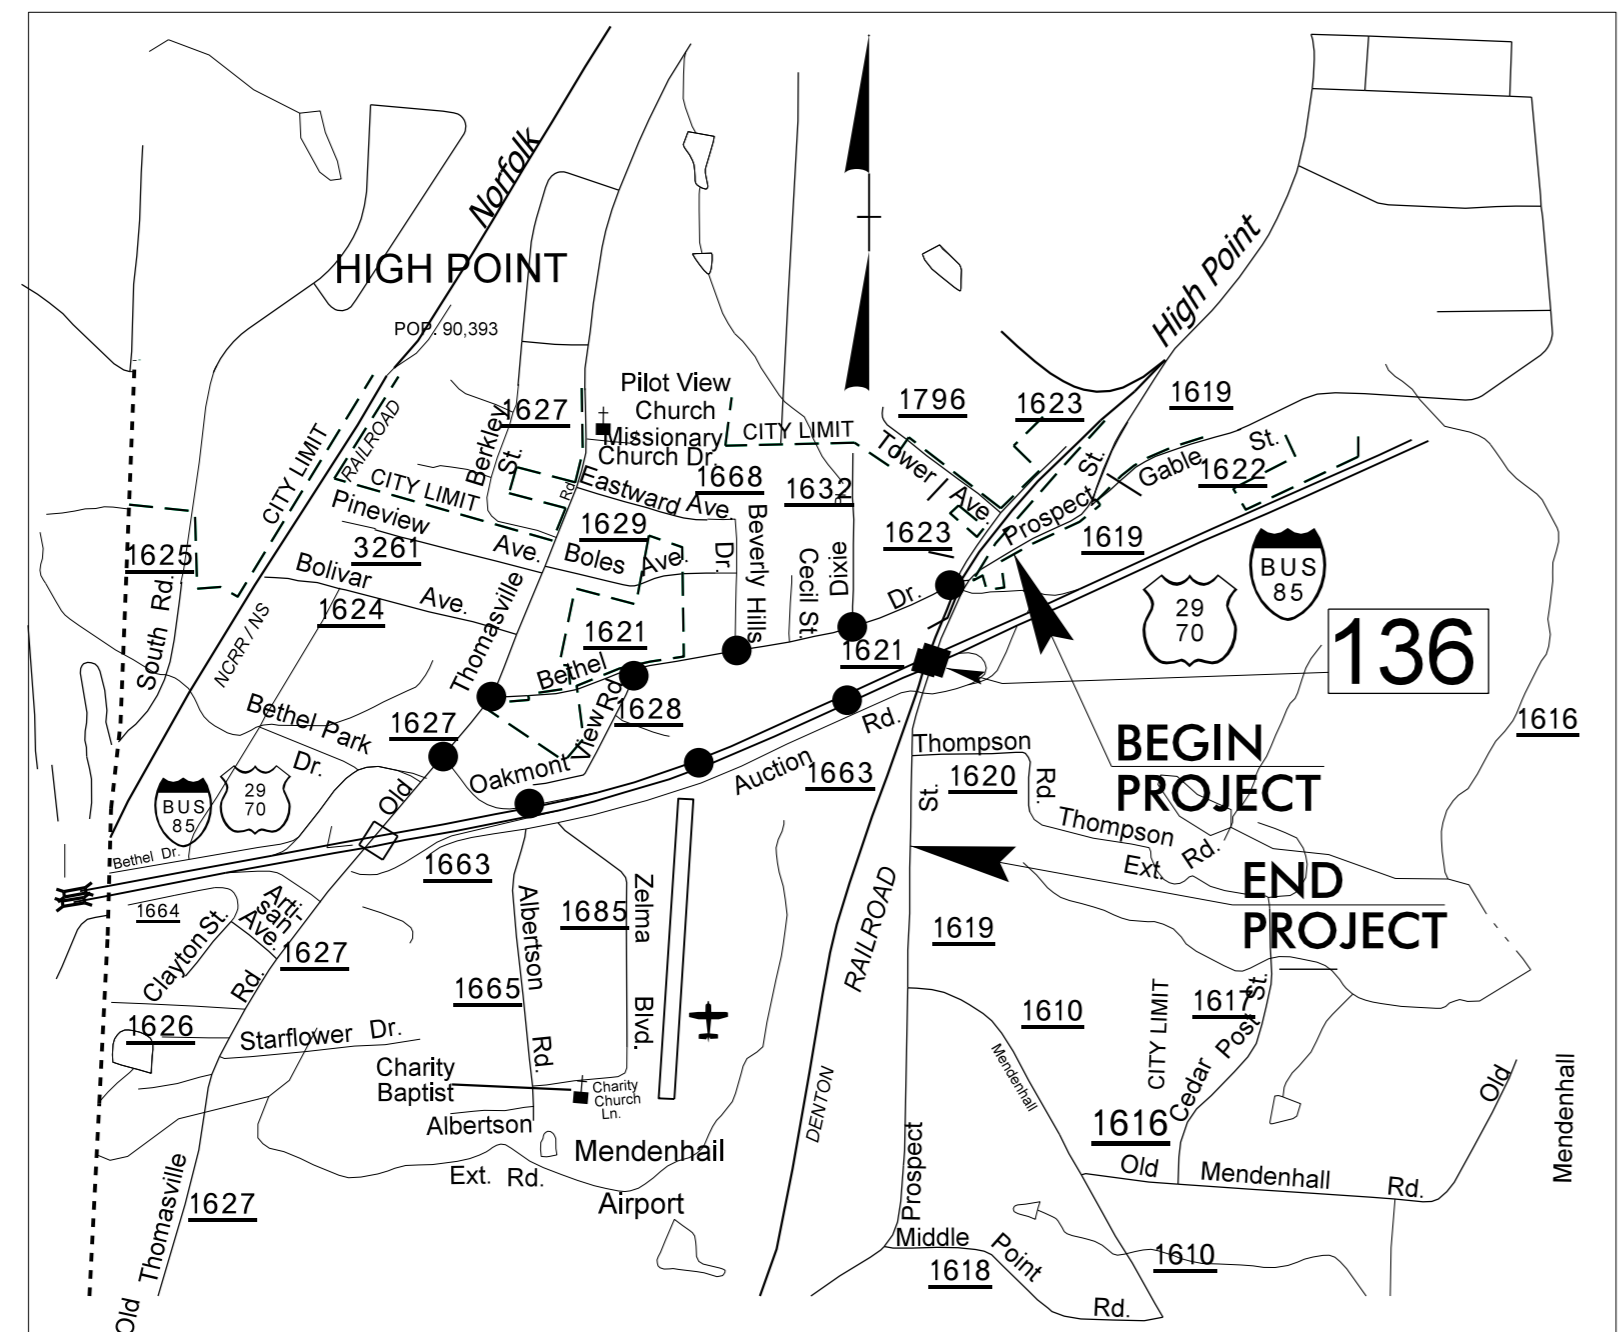 Norfolk
HIGH POINT
POP. 90,393
High Point
CITY LIMIT
RAILROAD
NCRR / NS
CITY LIMIT
Berkley
St.
1627
Pilot View
Church
Missionary
Church Dr.
CITY LIMIT
1796
1623
1619
Tower
Ave.
Prospect
St.
Gable
St.
1622
1619
1623
Eastward Ave.
Rd.
1668
1632
1629
Pineview
Ave.
3261
Boles
Ave.
Dr.
Beverly Hills
Cecil St.
Dixie
Dr.
1625
South Rd.
Bolivar
Ave.
1624
Thomasville
1621
Bethel
1621
BUS
85
29
70
136
Bethel Park
Dr.
1627
View Rd.
1628
Oakmont
Auction
Rd.
1663
Thompson
1620
Rd.
St.
Thompson
Ext.
Rd.
BEGIN
PROJECT
1616
BUS
85
29
70
Old
Bethel Dr.
1663
END
PROJECT
1664
Arti-
san
Ave.
Clayton St.
1627
Rd.
Albertson
Rd.
1685
Zelma
Blvd.
1665
RAILROAD
1619
1610
CITY LIMIT
1617
Cedar
Post
St.
1626
Starflower Dr.
Charity
Baptist
Charity
Church
Ln.
Albertson
Ext. Rd.
Mendenhail
Airport
DENTON
Mendenhall
1616
Old
Mendenhall
Rd.
Old
Mendenhall
Thomasville
Old
1627
Prospect
Middle
Point
Rd.
1618
1610